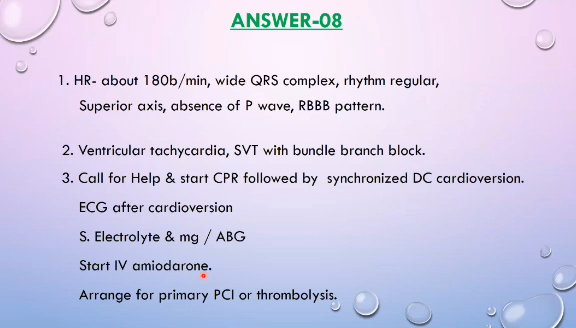 ANSWER-08
1. HR- about 180b/min, wide QRS complex, rhythm regular,
Superior axis, absence of P wave, RBBB pattern.
2. Ventricular tachycardia, SVT with bundle branch block.
3. Call for Help & start CPR followed by synchronized DC cardioversion.
ECG after cardioversion
S. Electrolyte & mg / ABG
Start IV amiodarone.
Arrange for primary PCI or thrombolysis.